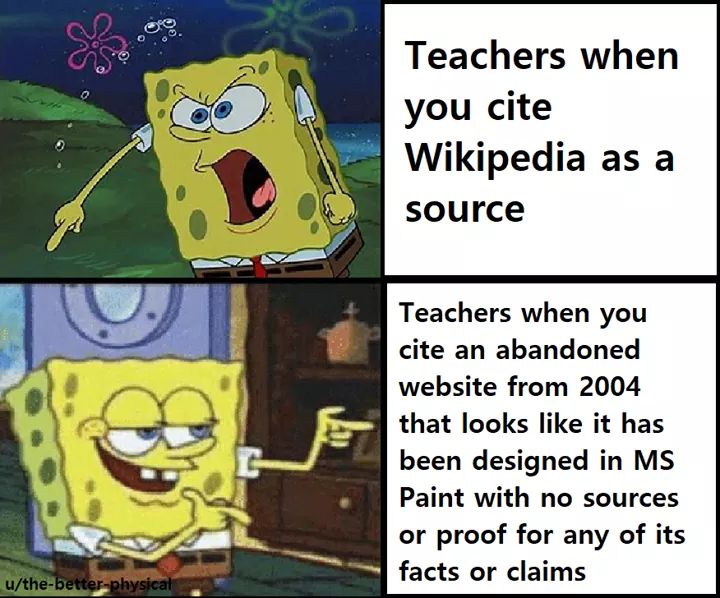 Teachers when
you cite
Wikipedia as a
source
Teachers when you
cite an abandoned
website from 2004
that looks like it has
been designed in MS
Paint with no sources
or proof for any of its
facts or claims
u/the-better-physical